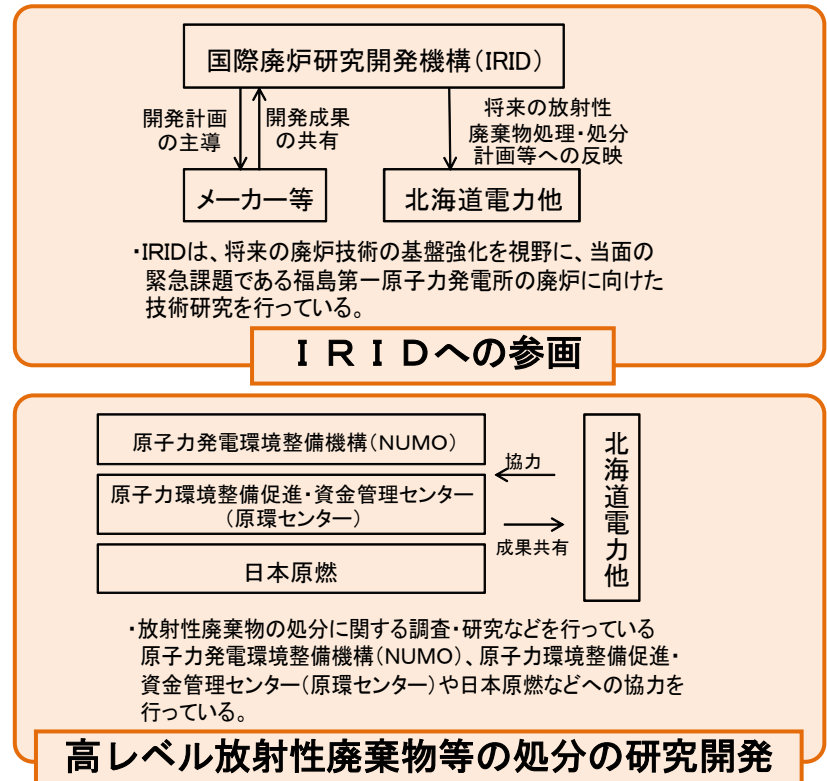 国際廃炉研究開発機構(IRID)
開発計画
の主導
開発成果
の共有
将来の放射性
廃棄物処理・処分
計画等への反映
メーカー等
北海道電力他
・IRIDは、将来の廃炉技術の基盤強化を視野に、当面の
緊急課題である福島第一原子力発電所の廃炉に向けた
技術研究を行っている。
ＩＲＩＤへの参画
原子力発電環境整備機構(NUMO)
原子力環境整備促進・資金管理センター
(原環センター)
日本原燃
協力
成果共有
北海道電力他
・放射性廃棄物の処分に関する調査・研究などを行っている
原子力発電環境整備機構(NUMO)、原子力環境整備促進・
資金管理センター(原環センター)や日本原燃などへの協力を
行っている。
高レベル放射性廃棄物等の処分の研究開発